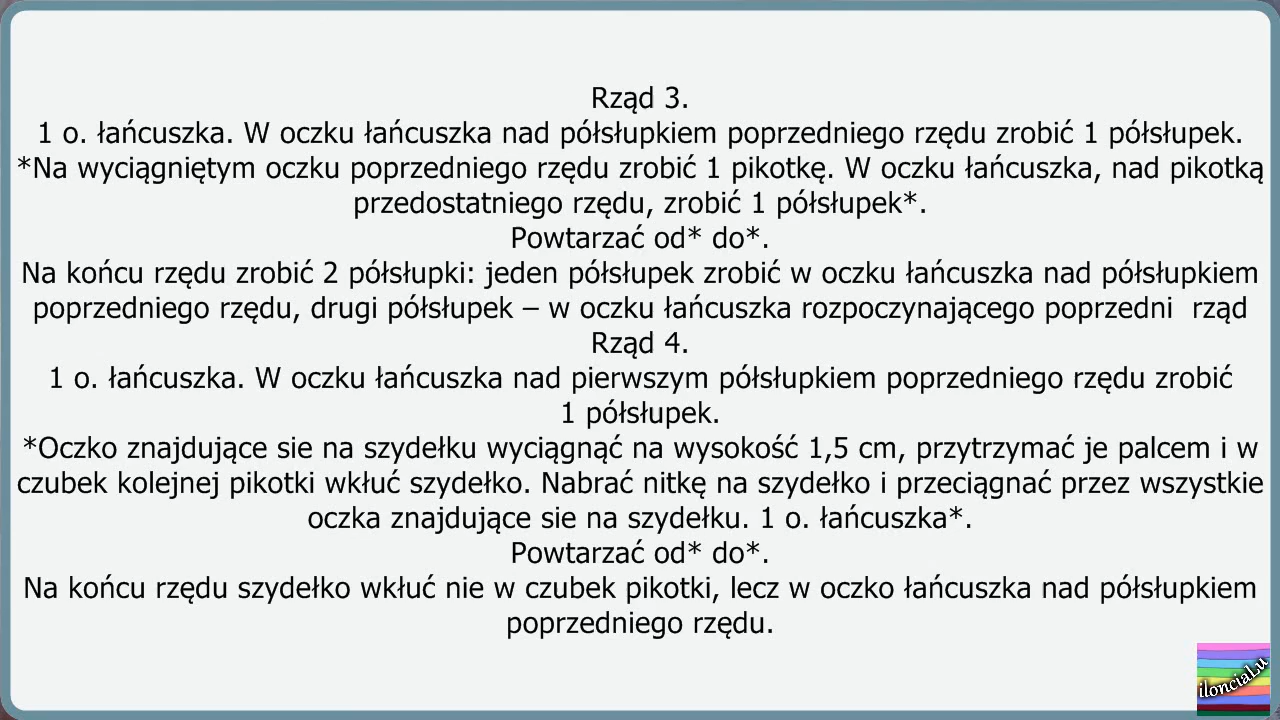 Rząd 3.
1 o. łańcuszka. W oczku łańcuszka nad półsłupkiem poprzedniego rzędu zrobić 1 półsłupek.
*Na wyciągniętym oczku poprzedniego rzędu zrobić 1 pikotkę. W oczku łańcuszka, nad pikotką
przedostatniego rzędu, zrobić 1 półsłupek*.
Powtarzać od* do*.
Na końcu rzędu zrobić 2 półsłupki: jeden półsłupek zrobić w oczku łańcuszka nad półsłupkiem
poprzedniego rzędu, drugi półsłupek – w oczku łańcuszka rozpoczynającego poprzedni  rząd
Rząd 4.
1 o. łańcuszka. W oczku łańcuszka nad pierwszym półsłupkiem poprzedniego rzędu zrobić
1 półsłupek.
*Oczko znajdujące sie na szydełku wyciągnąć na wysokość 1,5 cm, przytrzymać je palcem i w
czubek kolejnej pikotki wkłuć szydełko. Nabrać nitkę na szydełko i przeciągnać przez wszystkie
oczka znajdujące sie na szydełku. 1 o. łańcuszka*.
Powtarzać od* do*.
Na końcu rzędu szydełko wkłuć nie w czubek pikotki, lecz w oczko łańcuszka nad półsłupkiem
poprzedniego rzędu.
ilonciaLu